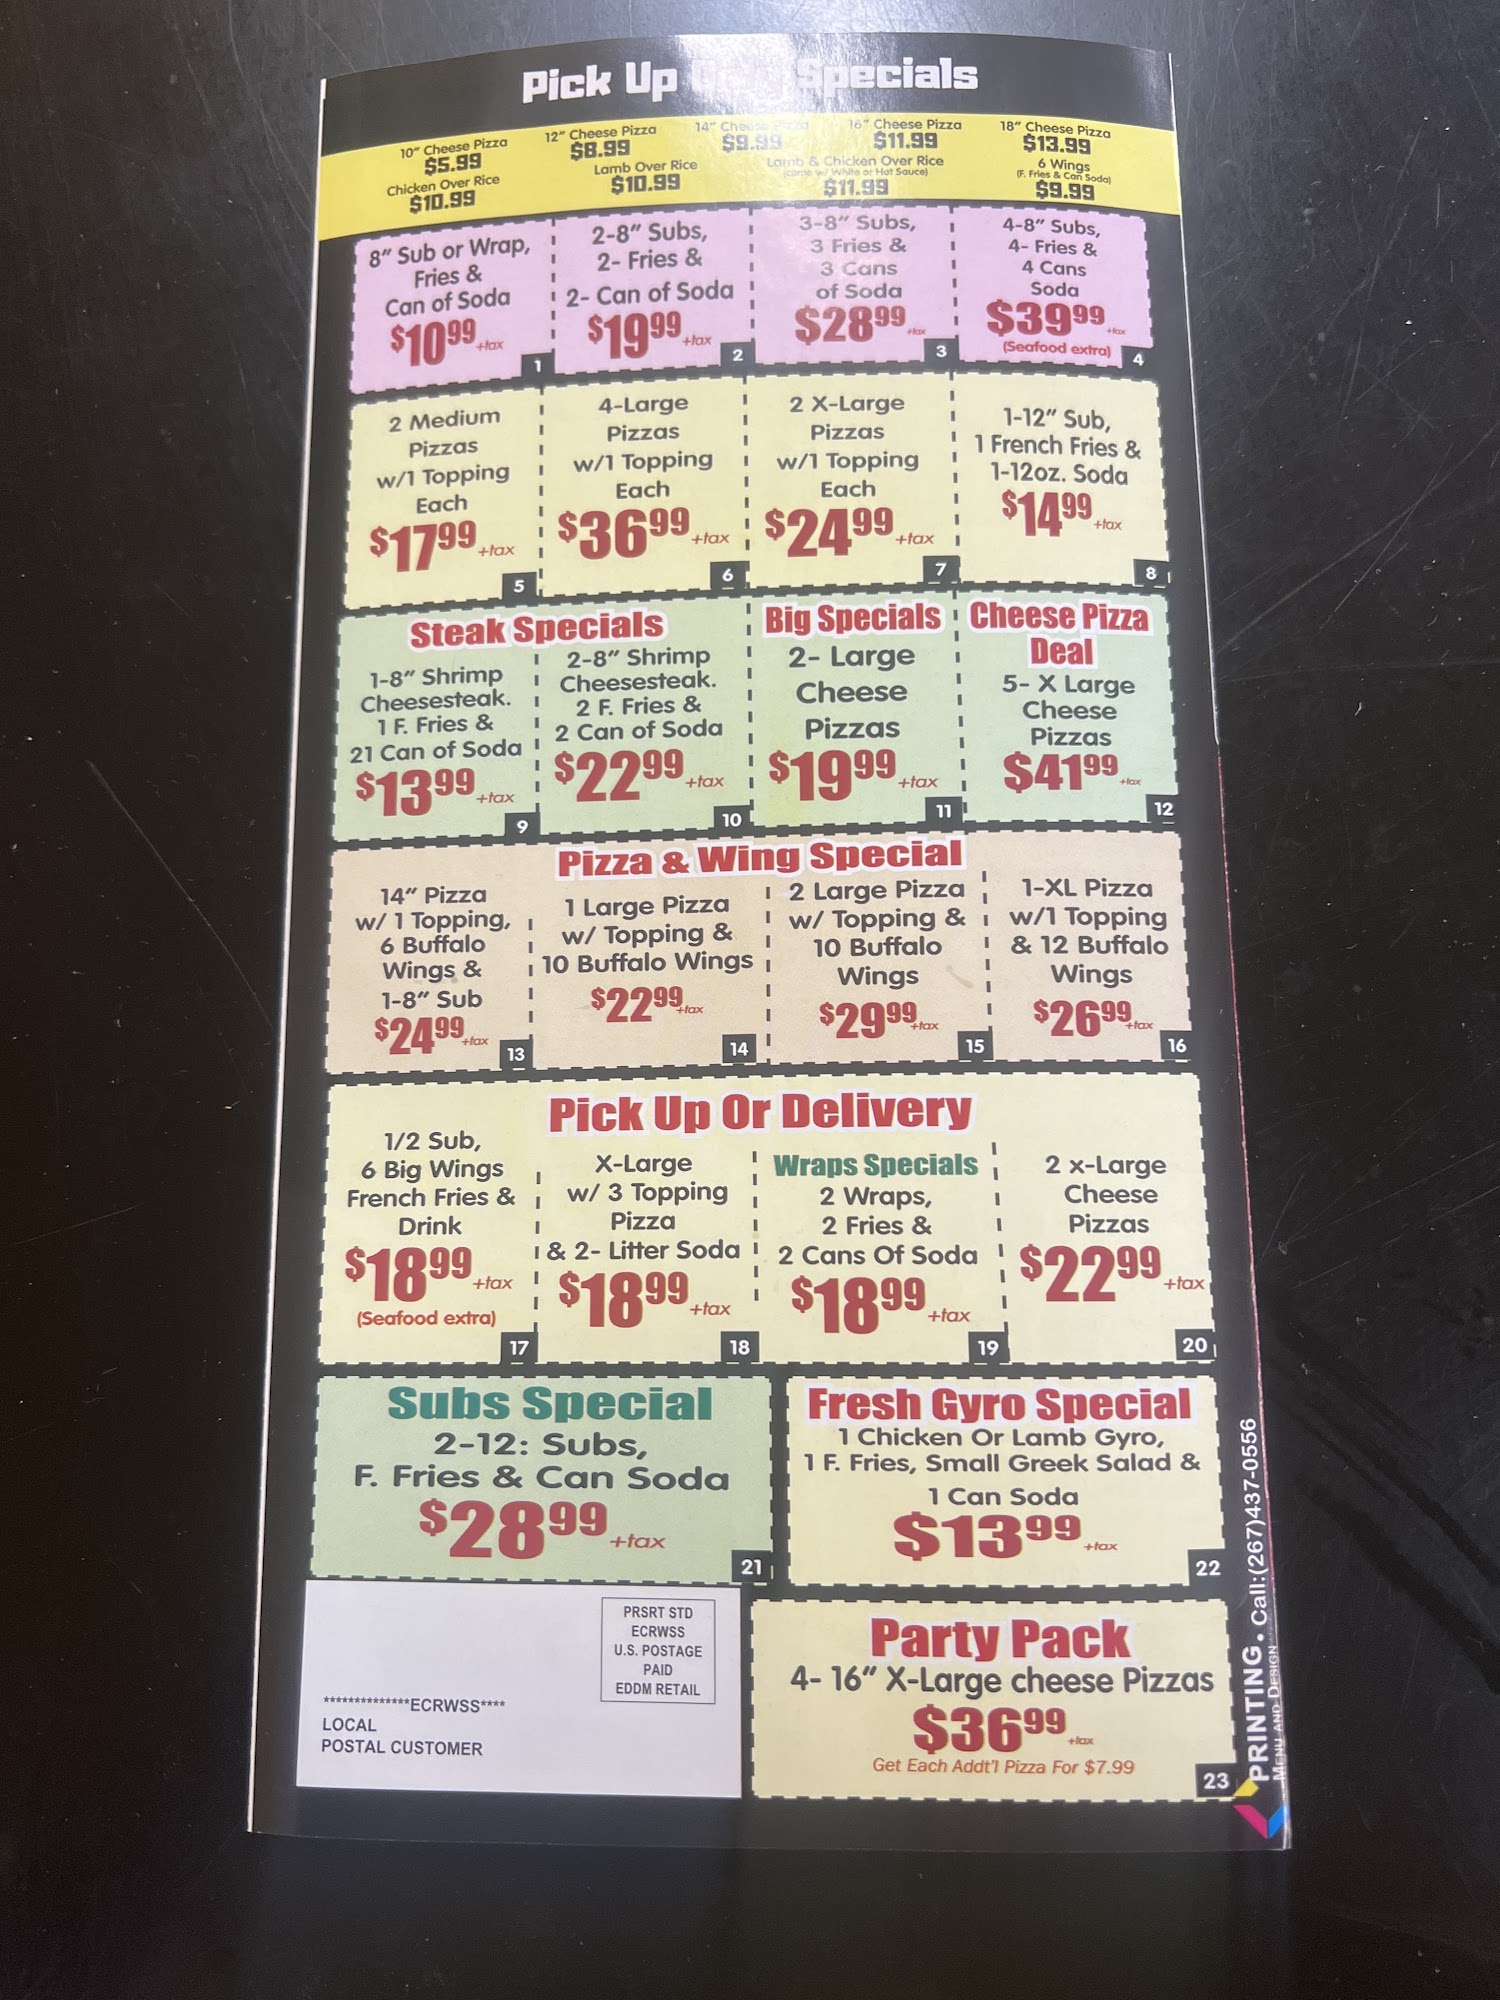 Pick Up Specials
10" Cheese Pizza
$5.99
12" Cheese Pizza
$8.99
14" Cheese Pizza
$9.99
16" Cheese Pizza
$11.99
18" Cheese Pizza
$13.99
Chicken Over Rice
$10.99
Lamb Over Rice
$10.99
Lamb & Chicken Over Rice
(come w/ White or Hot Sauce)
$11.99
6 Wings
(F. Fries & Can Soda)
$9.99
8" Sub or Wrap,
Fries &
Can of Soda
$10.99 +tax
1
2-8" Subs,
2- Fries &
2- Can of Soda
$19.99 +tax
2
3-8" Subs,
3 Fries &
3 Cans
of Soda
$28.99 +tax
3
4-8" Subs,
4- Fries &
4 Cans
Soda
$39.99 +tax
(Seafood extra)
4
2 Medium
Pizzas
w/1 Topping
Each
$17.99 +tax
5
4-Large
Pizzas
w/1 Topping
Each
$36.99 +tax
6
2 X-Large
Pizzas
w/1 Topping
Each
$24.99 +tax
7
1-12" Sub,
1 French Fries &
1-12oz. Soda
$14.99 +tax
8
Steak Specials
1-8" Shrimp
Cheesesteak.
1 F. Fries &
21 Can of Soda
$13.99 +tax
9
2-8" Shrimp
Cheesesteak.
2 F. Fries &
2 Can of Soda
$22.99 +tax
10
Big Specials
2- Large
Cheese
Pizzas
$19.99 +tax
11
Cheese Pizza
Deal
5- X Large
Cheese
Pizzas
$41.99 +tax
12
Pizza & Wing Special
14" Pizza
w/ 1 Topping,
6 Buffalo
Wings &
1-8" Sub
$24.99 +tax
13
1 Large Pizza
w/ Topping &
10 Buffalo Wings
$22.99 +tax
14
2 Large Pizza
w/ Topping &
10 Buffalo
Wings
$29.99 +tax
15
1-XL Pizza
w/1 Topping
& 12 Buffalo
Wings
$26.99 +tax
16
Pick Up Or Delivery
1/2 Sub,
6 Big Wings
French Fries &
Drink
$18.99 +tax
(Seafood extra)
17
X-Large
w/ 3 Topping
Pizza
& 2- Litter Soda
$18.99 +tax
18
Wraps Specials
2 Wraps,
2 Fries &
2 Cans Of Soda
$18.99 +tax
19
2 x-Large
Cheese
Pizzas
$22.99 +tax
20
Subs Special
2-12: Subs,
F. Fries & Can Soda
$28.99 +tax
21
Fresh Gyro Special
1 Chicken Or Lamb Gyro,
1 F. Fries, Small Greek Salad &
1 Can Soda
$13.99 +tax
22
PRSRT STD
ECRWSS
U.S. POSTAGE
PAID
EDDM RETAIL
**************ECRWSS****
LOCAL
POSTAL CUSTOMER
Party Pack
4- 16" X-Large cheese Pizzas
$36.99 +tax
Get Each Addt'l Pizza For $7.99
23
PRINTING • Call:(267)437-0556
MENU AND DESIGN